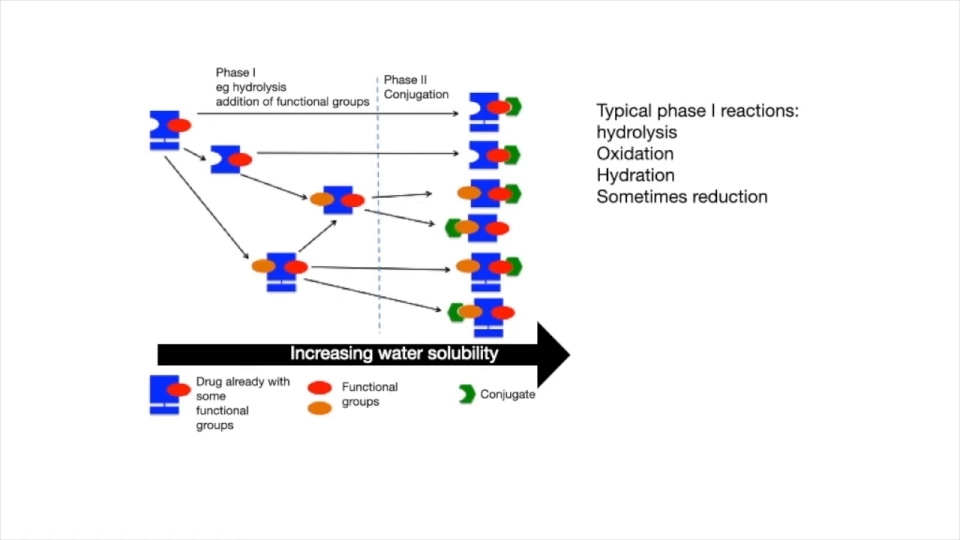 Phase I
eg hydrolysis
addition of functional groups
Phase II
Conjugation
Typical phase I reactions:
hydrolysis
Oxidation
Hydration
Sometimes reduction
Increasing water solubility
Drug already with
some
functional
groups
Functional
groups
Conjugate